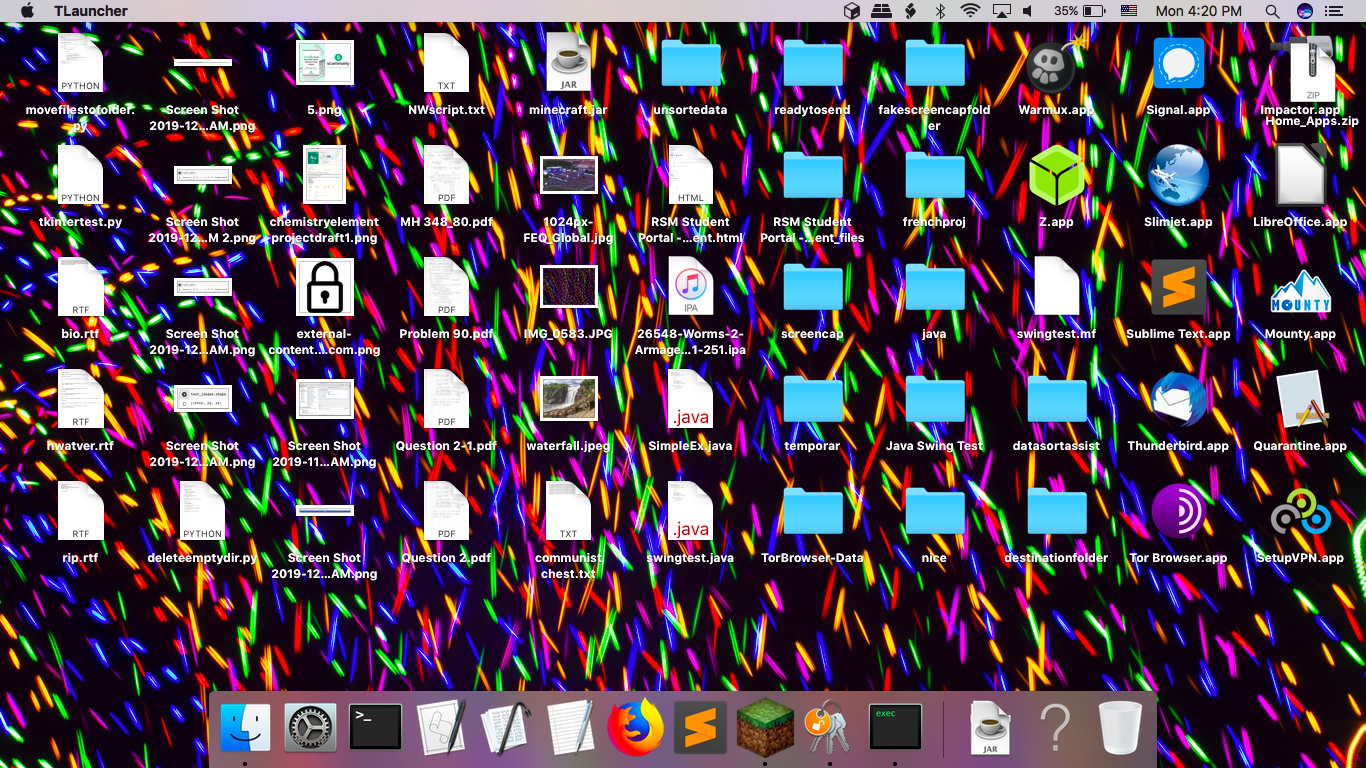 TLauncher
35%
Mon 4:20 PM
PYTHON
TXT
JAR
ZIP
scammarly
movefilestofolder.
py
Screen Shot
2019-12...AM.png
5.png
NWscript.txt
minecraft.jar
unsortedata
readytosend
fakescreencapfold
er
Warmux.app
Signal.app
Impactor.app
Home_Apps.zip
PYTHON
PDF
HTML
tkintertest.py
Screen Shot
2019-12...M 2.png
chemistryelement
projectdraft1.png
MH 348_80.pdf
1024px-
FEQ_Global.jpg
RSM Student
Portal -...ent.html
RSM Student
Portal -...ent_files
frenchproj
Z.app
Slimjet.app
LibreOffice.app
RTF
PDF
IPA
MOUNTY
bio.rtf
Screen Shot
2019-12...AM.png
external-
content....com.png
Problem 90.pdf
IMG_0583.JPG
26548-Worms-2-
Armage...1-251.ipa
screencap
java
swingtest.mf
Sublime Text.app
Mounty.app
RTF
PDF
.java
hwatver.rtf
Screen Shot
2019-12...AM.png
Screen Shot
2019-11...AM.png
Question 2-1.pdf
waterfall.jpeg
SimpleEx.java
temporar
Java Swing Test
datasortassist
Thunderbird.app
Quarantine.app
RTF
PYTHON
PDF
TXT
.java
rip.rtf
deleteemptydir.py
Screen Shot
2019-12...AM.png
Question 2.pdf
communist
chest.txt
swingtest.java
TorBrowser-Data
nice
destinationfolder
Tor Browser.app
SetupVPN.app
>_
exec
JAR